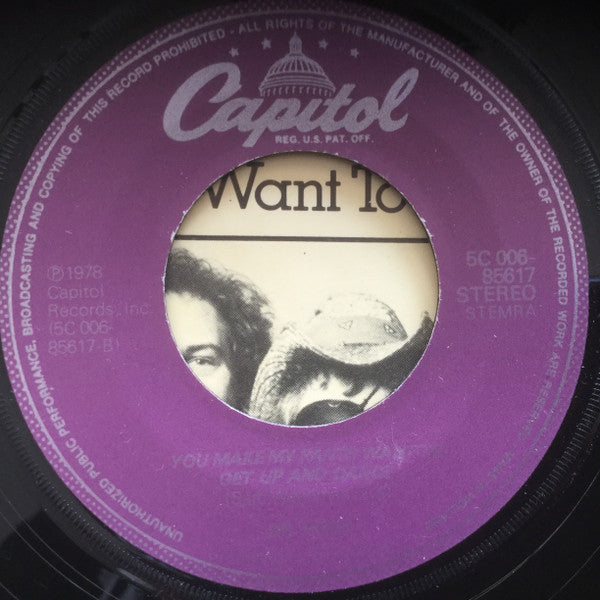 UNAUTHORIZED PUBLIC PERFORMANCE, BROADCASTING AND COPYING OF THIS RECORD PROHIBITED - ALL RIGHTS OF THE MANUFACTURER AND OF THE OWNER OF THE RECORDED WORK ARE RESERVED
Capitol
REG. U.S. PAT. OFF.
Want To
℗1978
Capitol
Records, Inc
(5C 006-
85617-B)
5C 006-
85617
STEREO
STEMRA
YOU MAKE MY
GET UP AND